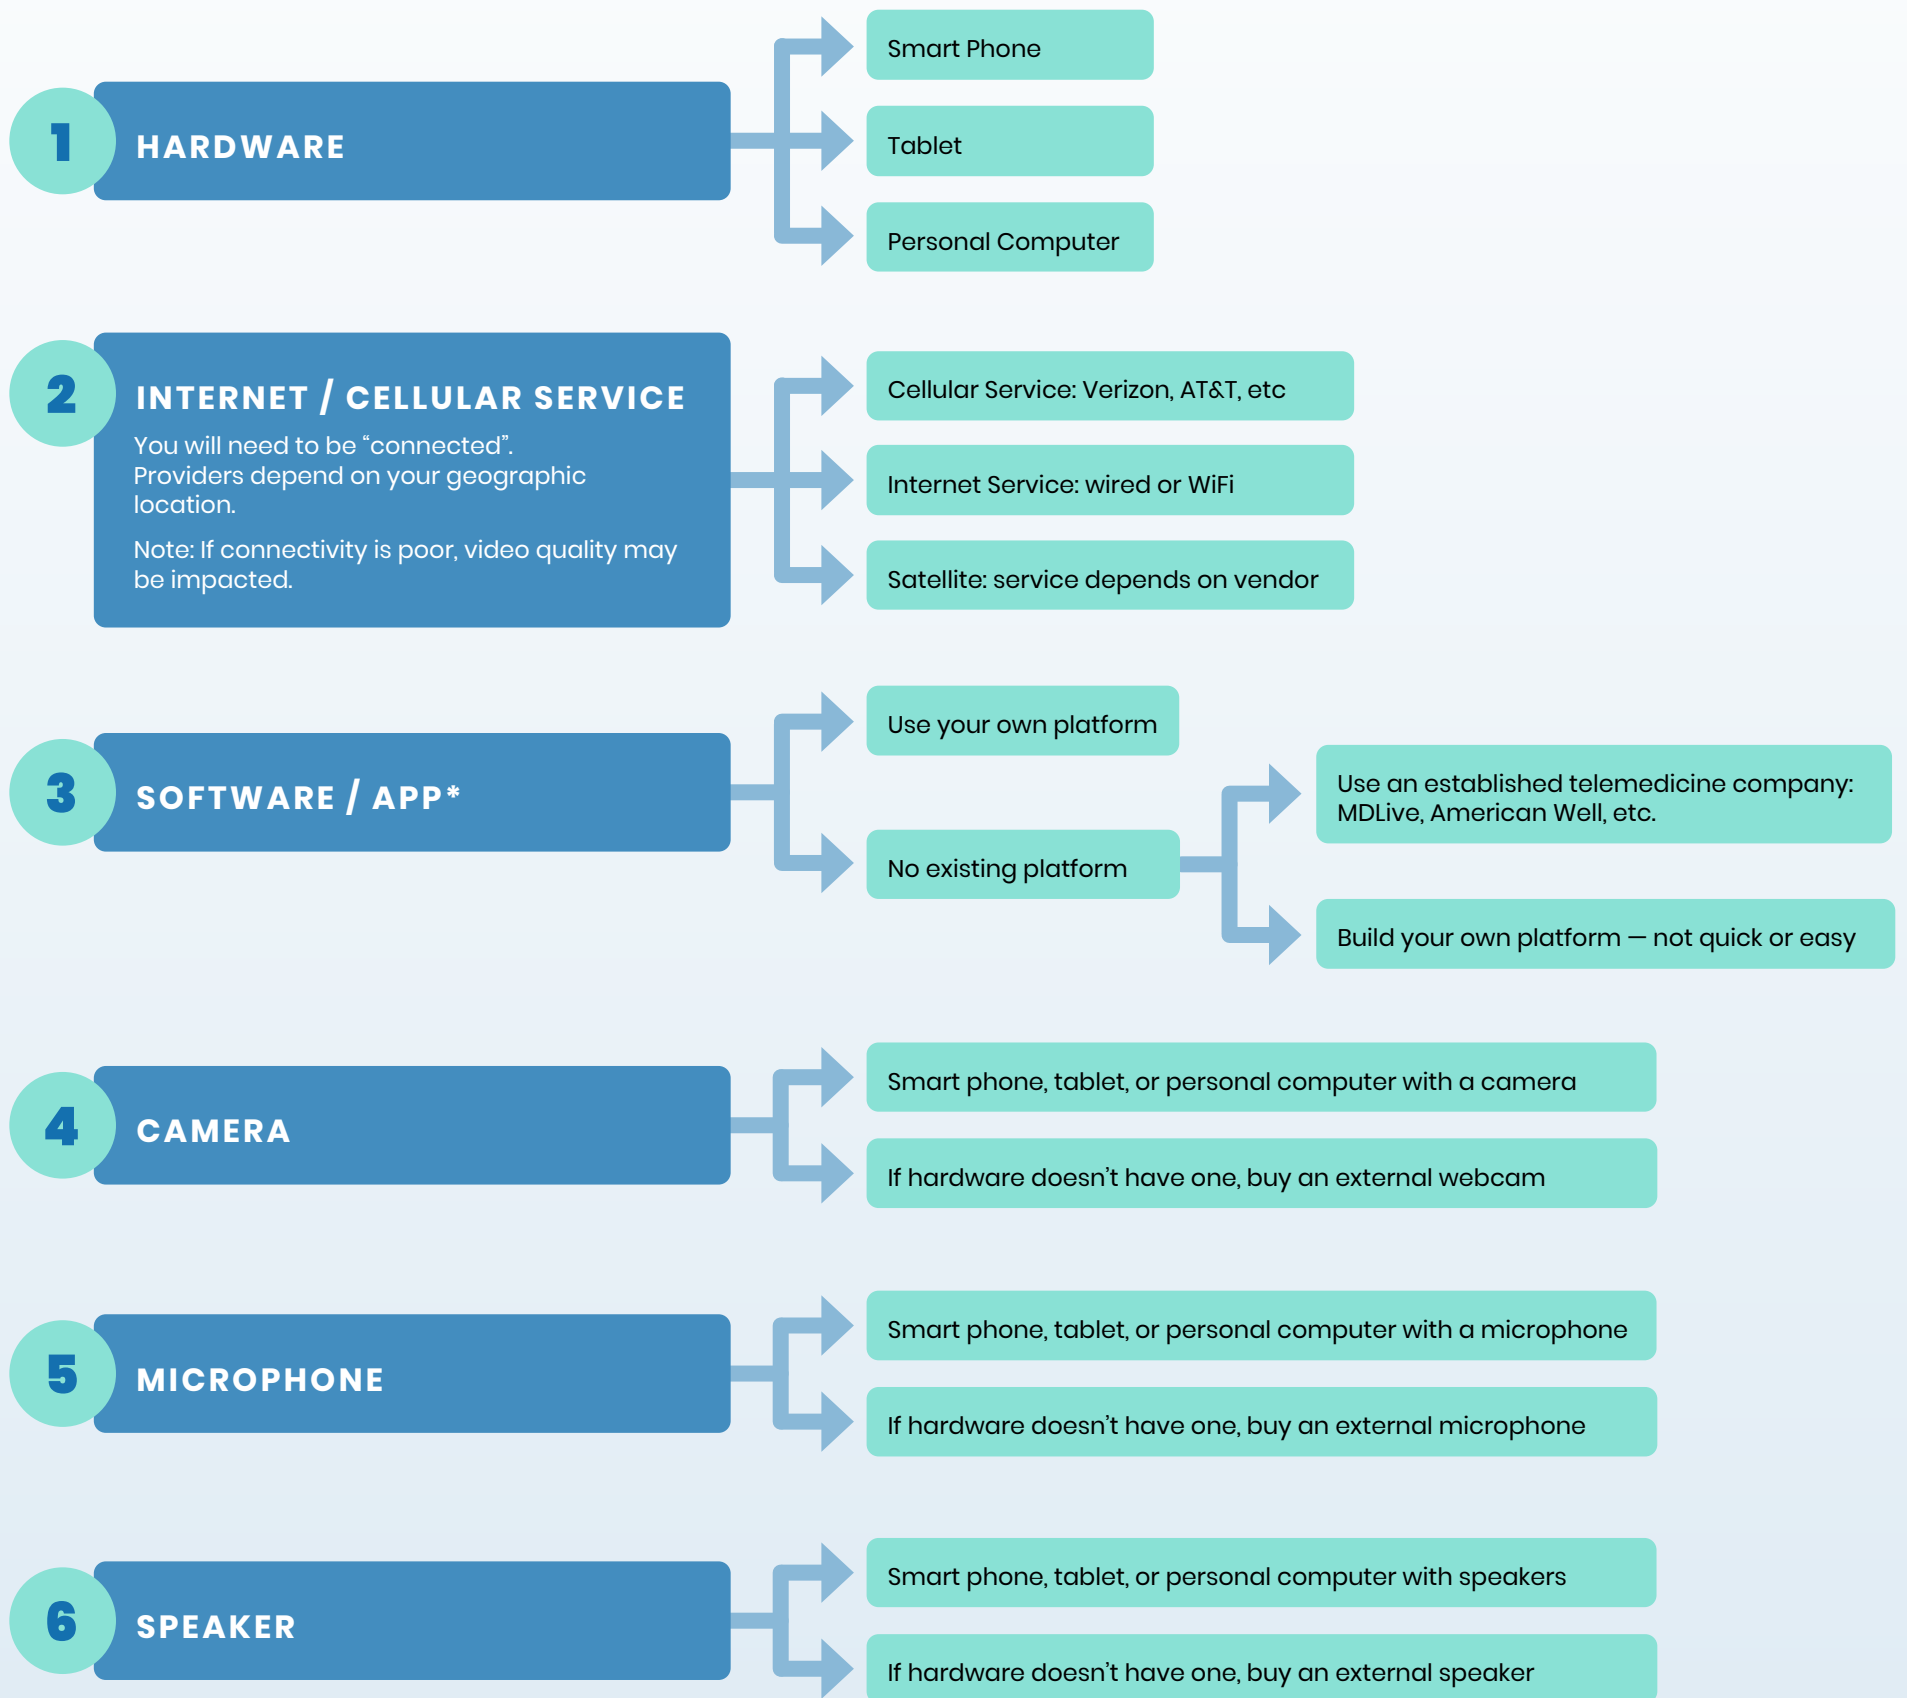 1
HARDWARE
Smart Phone
Tablet
Personal Computer
2
INTERNET / CELLULAR SERVICE
You will need to be “connected”.
Providers depend on your geographic
location.
Note: If connectivity is poor, video quality may
be impacted.
Cellular Service: Verizon, AT&T, etc
Internet Service: wired or WiFi
Satellite: service depends on vendor
3
SOFTWARE / APP*
Use your own platform
No existing platform
Use an established telemedicine company:
MDLive, American Well, etc.
Build your own platform — not quick or easy
4
CAMERA
Smart phone, tablet, or personal computer with a camera
If hardware doesn’t have one, buy an external webcam
5
MICROPHONE
Smart phone, tablet, or personal computer with a microphone
If hardware doesn’t have one, buy an external microphone
6
SPEAKER
Smart phone, tablet, or personal computer with speakers
If hardware doesn’t have one, buy an external speaker